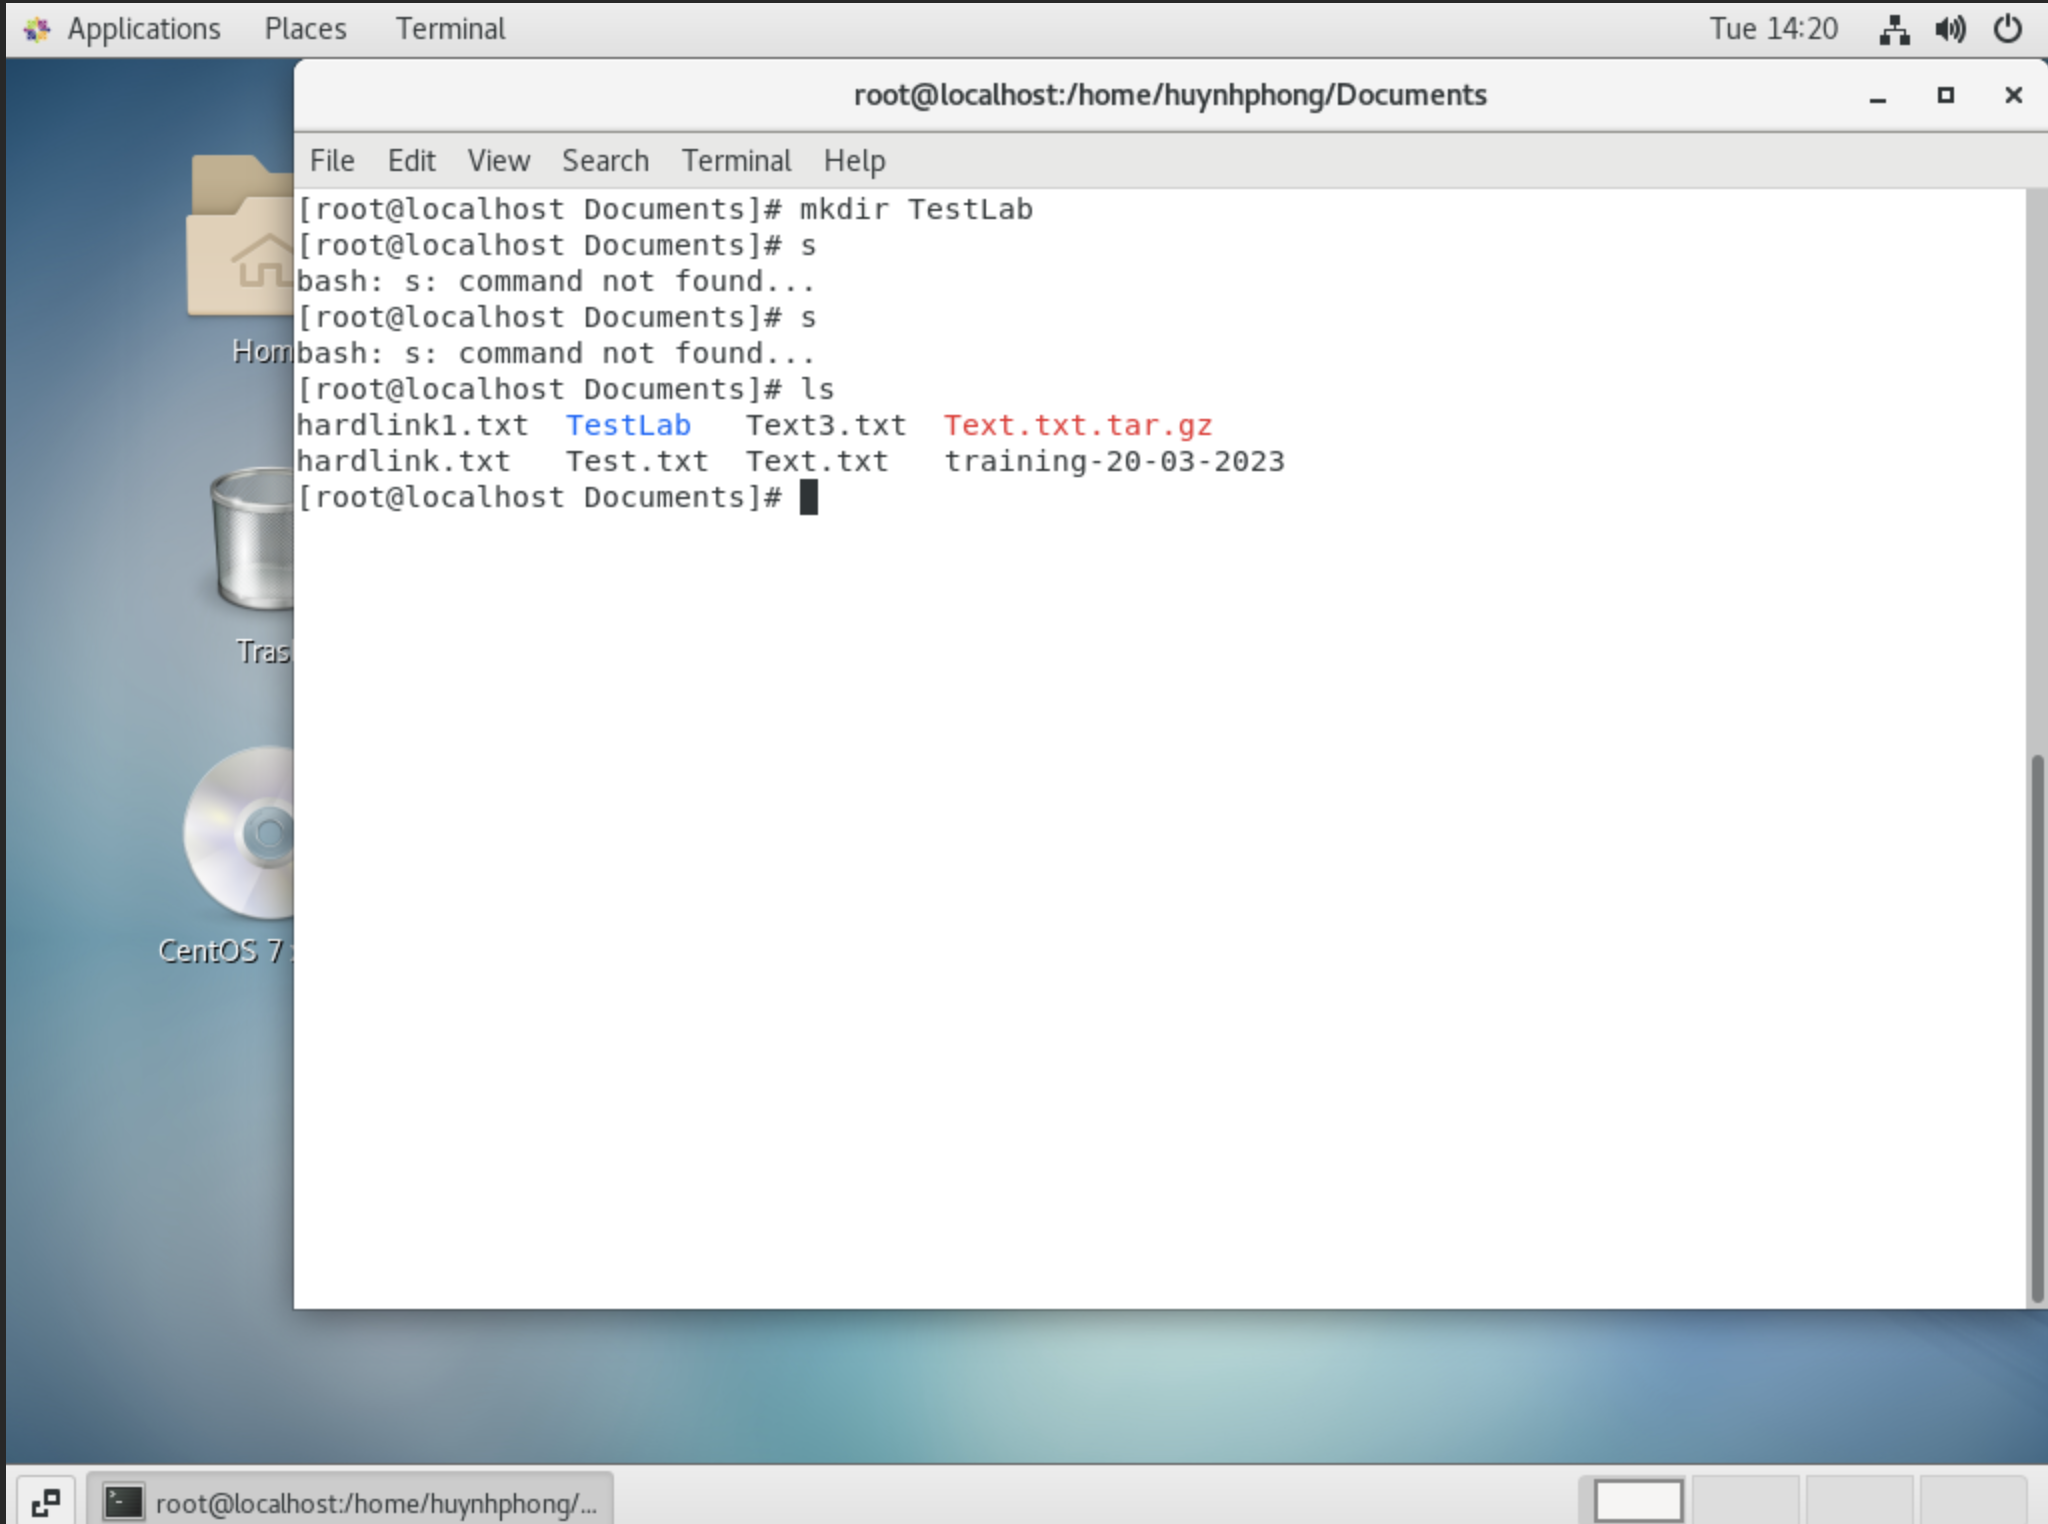 Applications Places Terminal Tue 14:20
root@localhost:/home/huynhphong/Documents
File Edit View Search Terminal Help
[root@localhost Documents]# mkdir TestLab
[root@localhost Documents]# s
bash: s: command not found...
[root@localhost Documents]# s
bash: s: command not found...
[root@localhost Documents]# ls
hardlink1.txt TestLab Text3.txt Text.txt.tar.gz
hardlink.txt Test.txt Text.txt training-20-03-2023
[root@localhost Documents]#
Hom
Tras
CentOS 7
root@localhost:/home/huynhphong/...